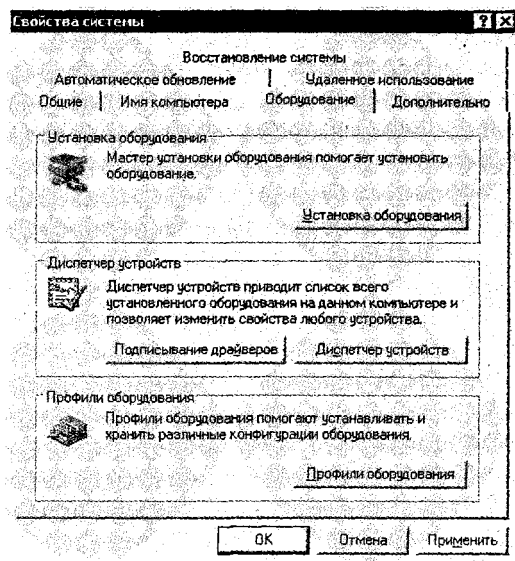 Свойства системы
Восстановление системы
Автоматическое обновление
Удаленное использование
Общие
Имя компьютера
Оборудование
Дополнительно
Установка оборудования
Мастер установки оборудования помогает установить
оборудование.
Установка оборудования
Диспетчер устройств
Диспетчер устройств приводит список всего
установленного оборудования на данном компьютере и
позволяет изменить свойства любого устройства.
Подписывание драйверов
Диспетчер устройств
Профили оборудования
Профили оборудования помогают устанавливать и
хранить различные конфигурации оборудования.
Профили оборудования
OK
Отмена
Применить